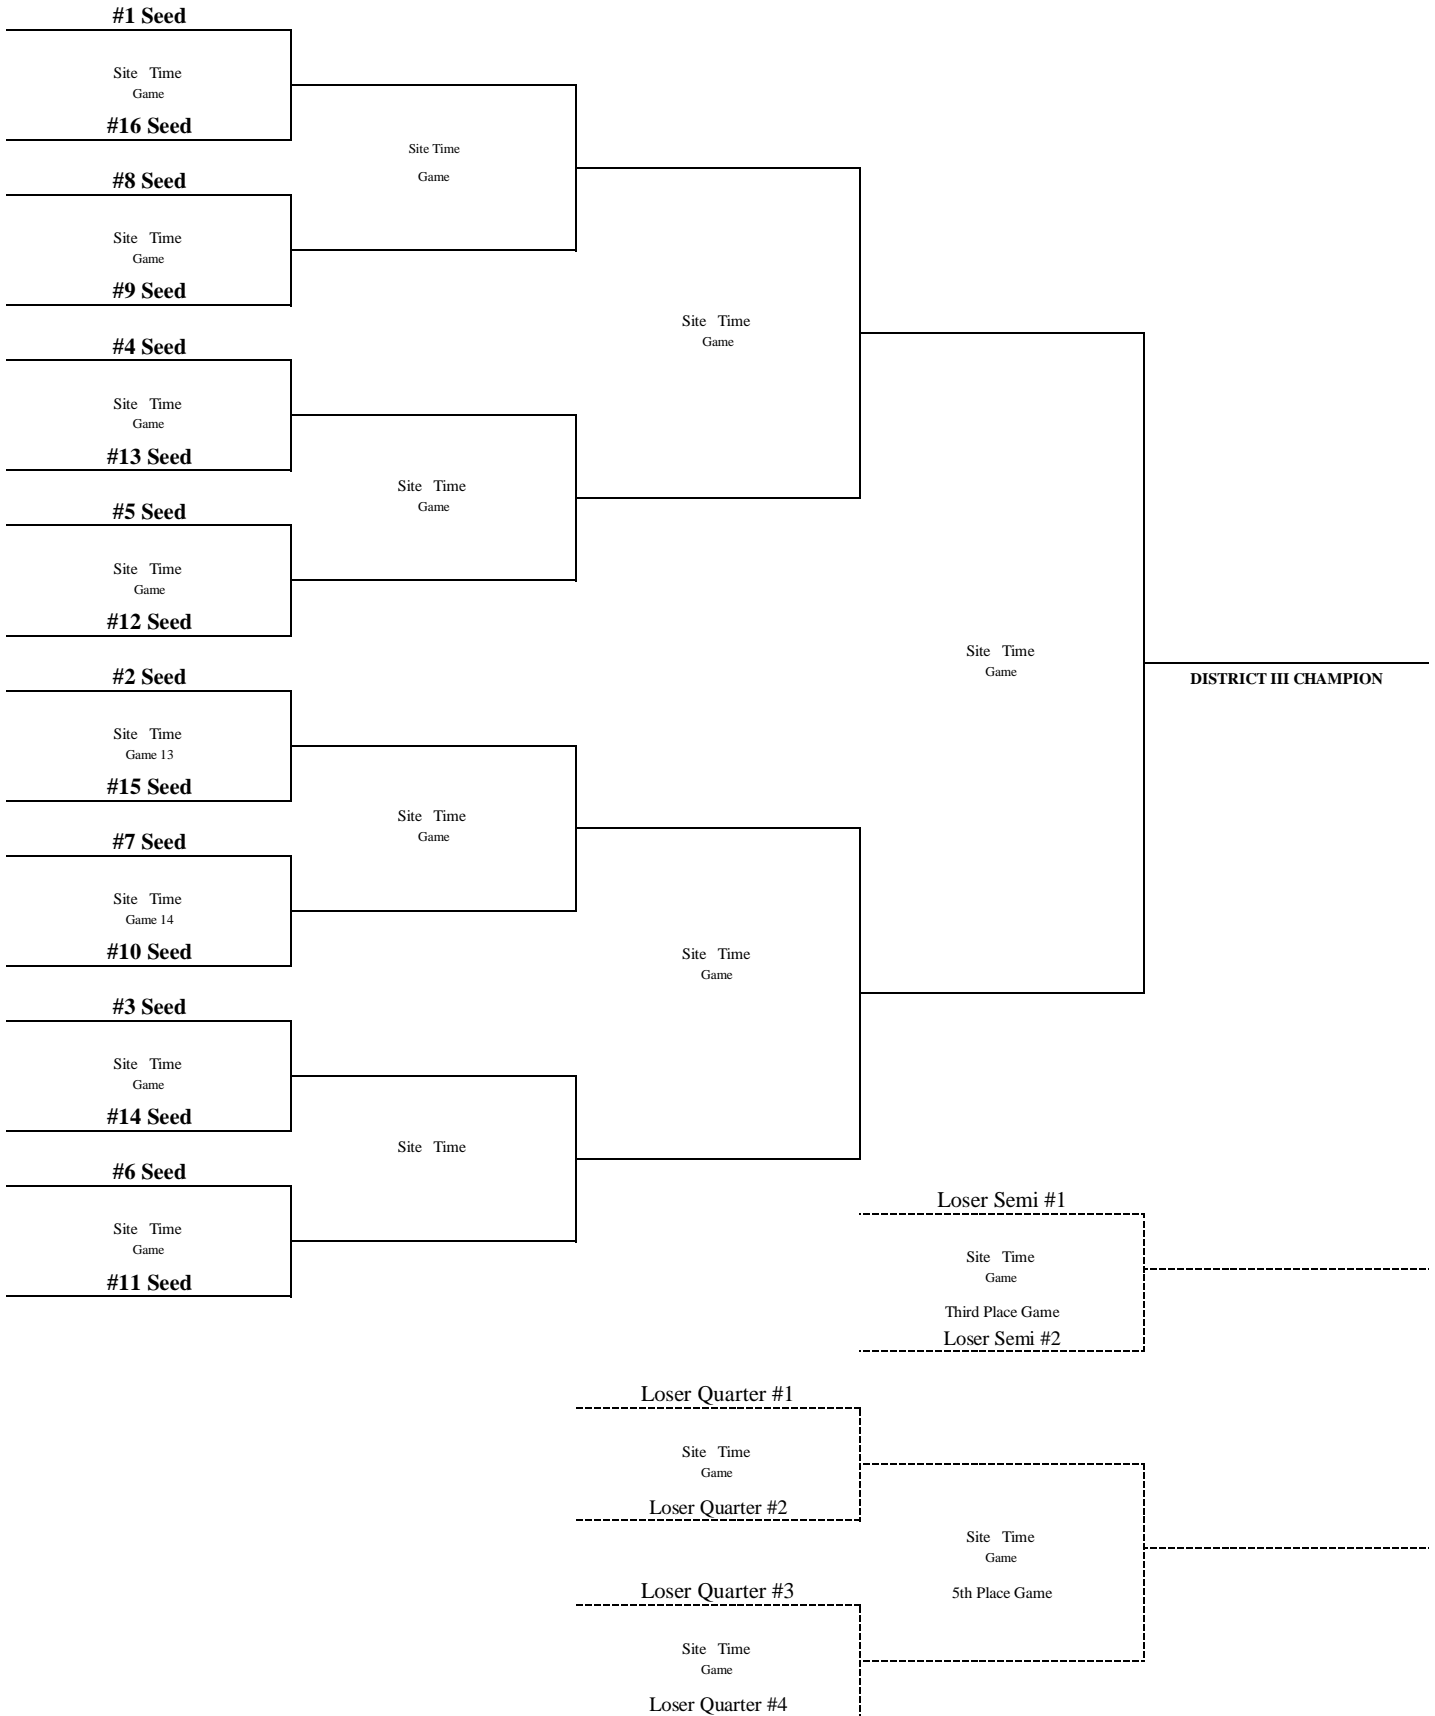 #1 Seed
Site Time
Game
#16 Seed
Site Time
Game
#8 Seed
Site Time
Game
#9 Seed
Site Time
Game
#4 Seed
Site Time
Game
#13 Seed
Site Time
Game
#5 Seed
Site Time
Game
#12 Seed
Site Time
Game
DISTRICT III CHAMPION
#2 Seed
Site Time
Game 13
#15 Seed
Site Time
Game
#7 Seed
Site Time
Game 14
#10 Seed
Site Time
Game
#3 Seed
Site Time
Game
#14 Seed
Site Time
#6 Seed
Site Time
Game
#11 Seed
Loser Semi #1
Site Time
Game
Third Place Game
Loser Semi #2
Loser Quarter #1
Site Time
Game
Loser Quarter #2
Site Time
Game
5th Place Game
Loser Quarter #3
Site Time
Game
Loser Quarter #4